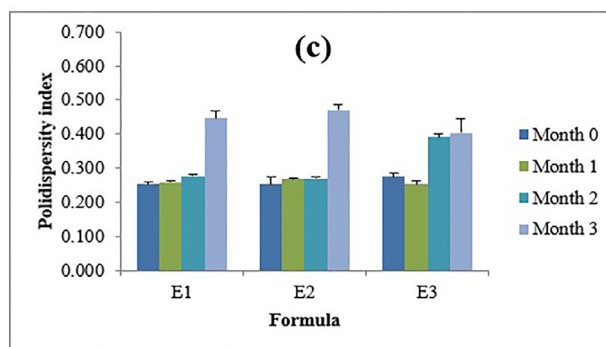 (c)
0.700
0.600
0.500
0.400
0.300
0.200
0.100
0.000
Polidispersity index
E1 E2 E3
Formula
Month 0
Month 1
Month 2
Month 3